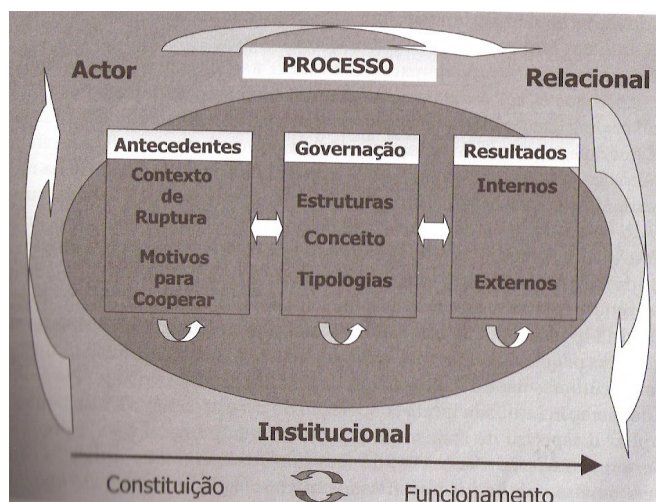 PROCESSO
Actor
Relacional
Antecedentes
Contexto
de
Ruptura
Motivos
para
Cooperar
Governação
Estruturas
Conceito
Tipologias
Resultados
Internos
Externos
Institucional
Constituição
Funcionamento